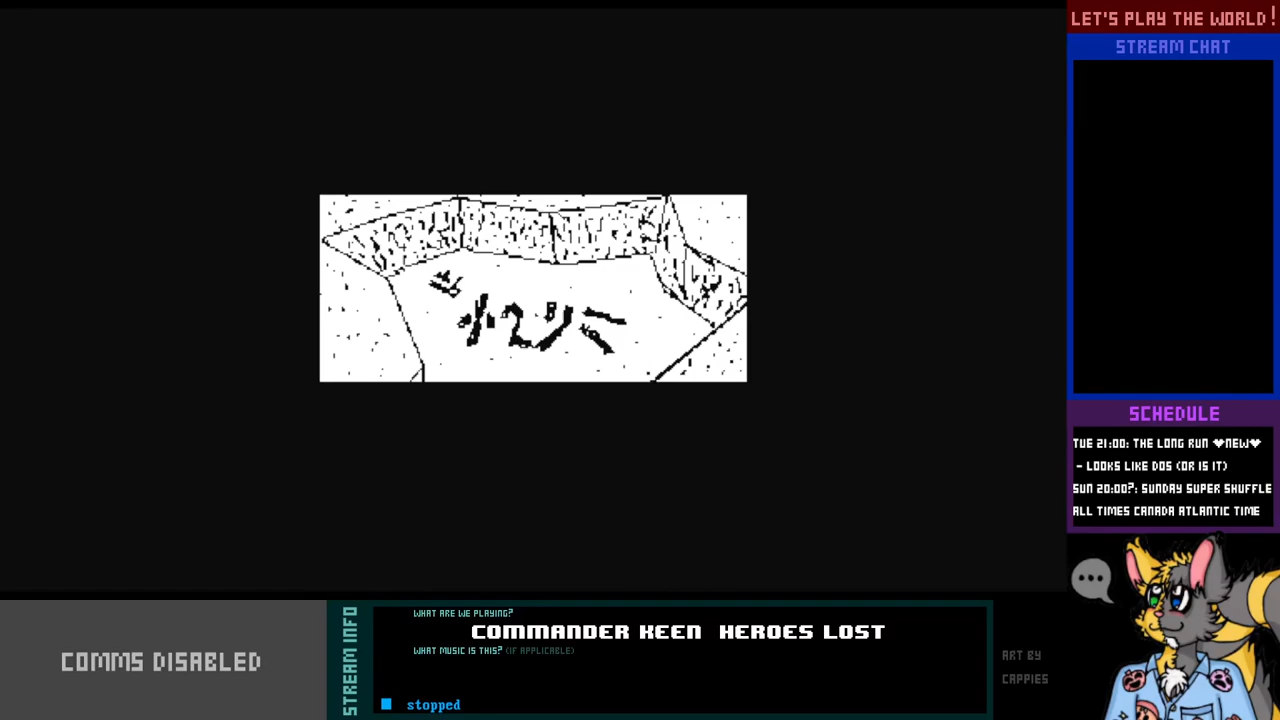 LET'S PLAY THE WORLD!
STREAM CHAT
SCHEDULE
TUE 21:00: THE LONG RUN ♥NEW♥
- LOOKS LIKE DOS (OR IS IT)
SUN 20:00?: SUNDAY SUPER SHUFFLE
ALL TIMES CANADA ATLANTIC TIME
...
COMMS DISABLED
STREAM INFO
WHAT ARE WE PLAYING?
COMMANDER KEEN HEROES LOST
WHAT MUSIC IS THIS? (IF APPLICABLE)
stopped
ART BY
CAPPIES